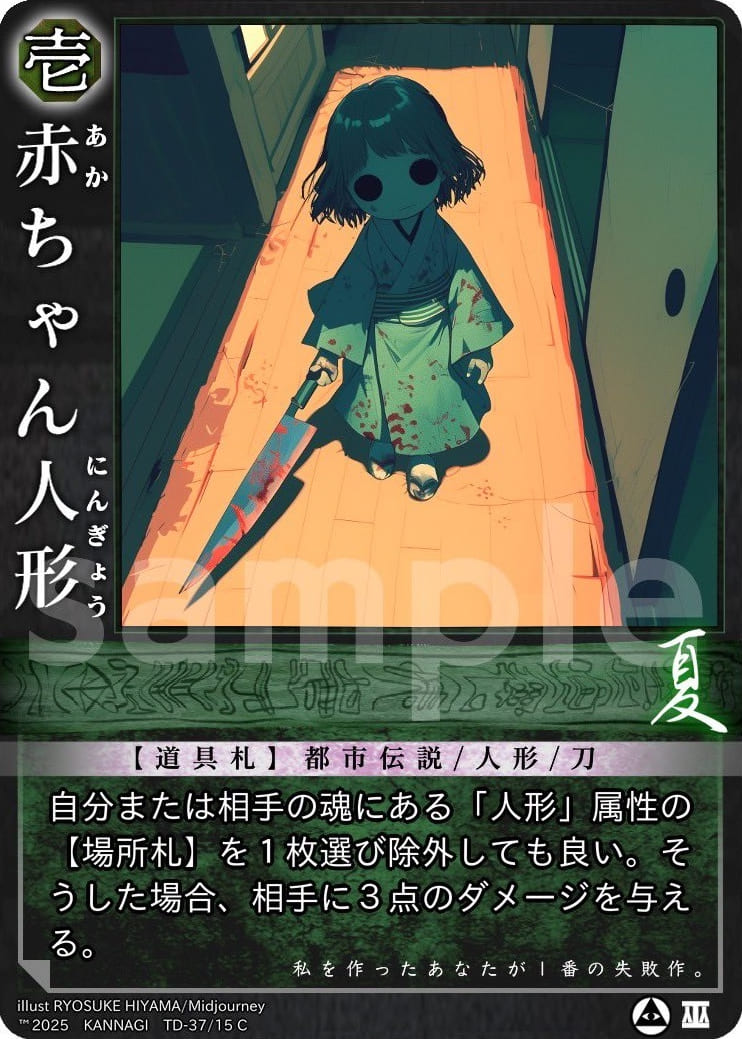 壱
赤ちゃん人形
あか
にんぎょう
sample
夏
【道具札】都市伝説/人形/刀
自分または相手の魂にある「人形」属性の
【場所札】を１枚選び除外しても良い。そ
うした場合、相手に３点のダメージを与え
る。
私を作ったあなたが１番の失敗作。
illust RYOSUKE HIYAMA/Midjourney
™2025 KANNAGI TD-37/15 C
巫